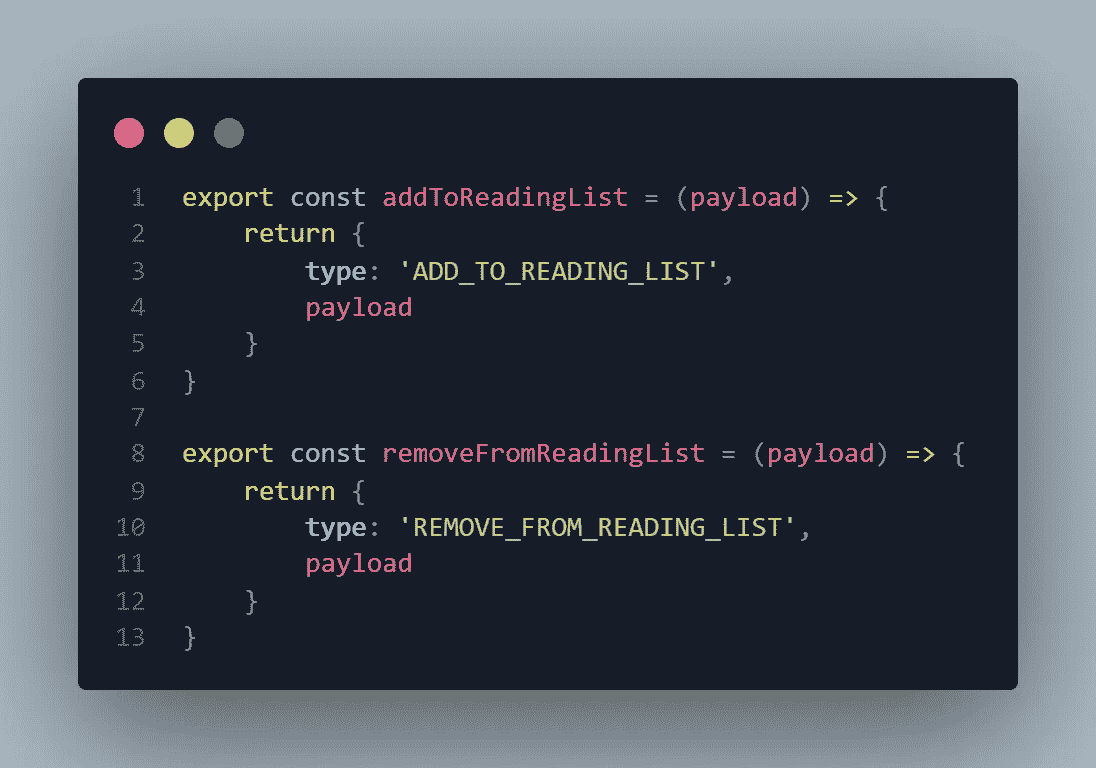 1 export const addToReadingList = (payload) => {
2     return {
3         type: 'ADD_TO_READING_LIST',
4         payload
5     }
6 }
7
8 export const removeFromReadingList = (payload) => {
9     return {
10         type: 'REMOVE_FROM_READING_LIST',
11         payload
12     }
13 }